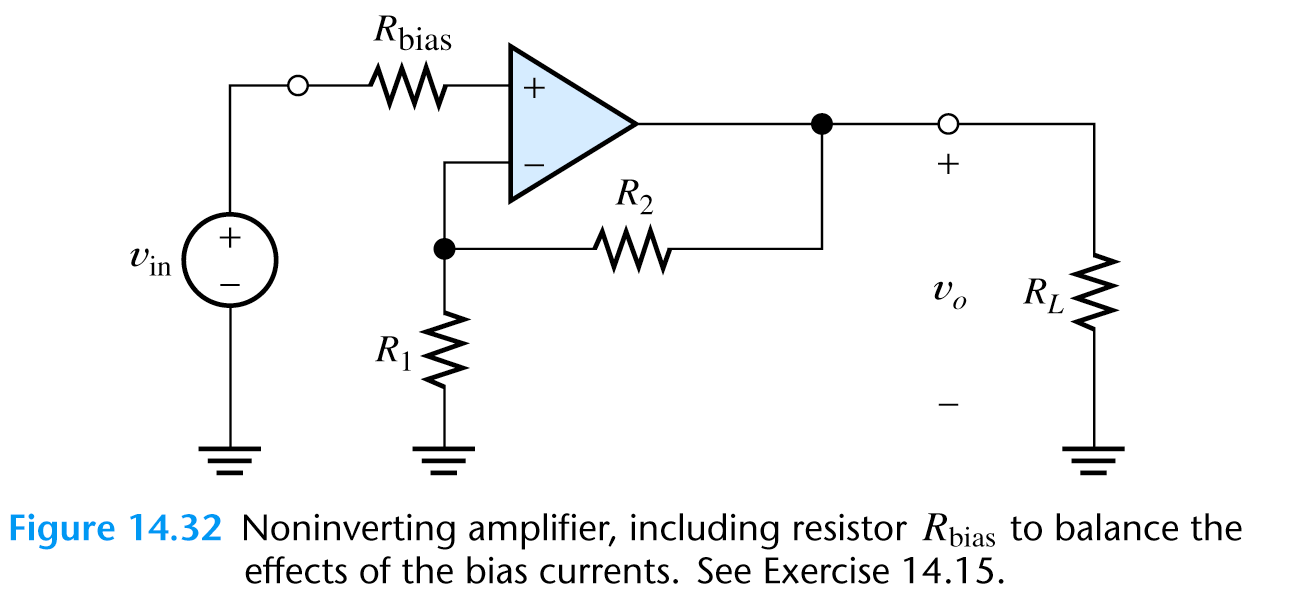 Rbias
+
−
+
R2
+
−
vin
vo
RL
R1
−
Figure 14.32 Noninverting amplifier, including resistor Rbias to balance the
effects of the bias currents. See Exercise 14.15.